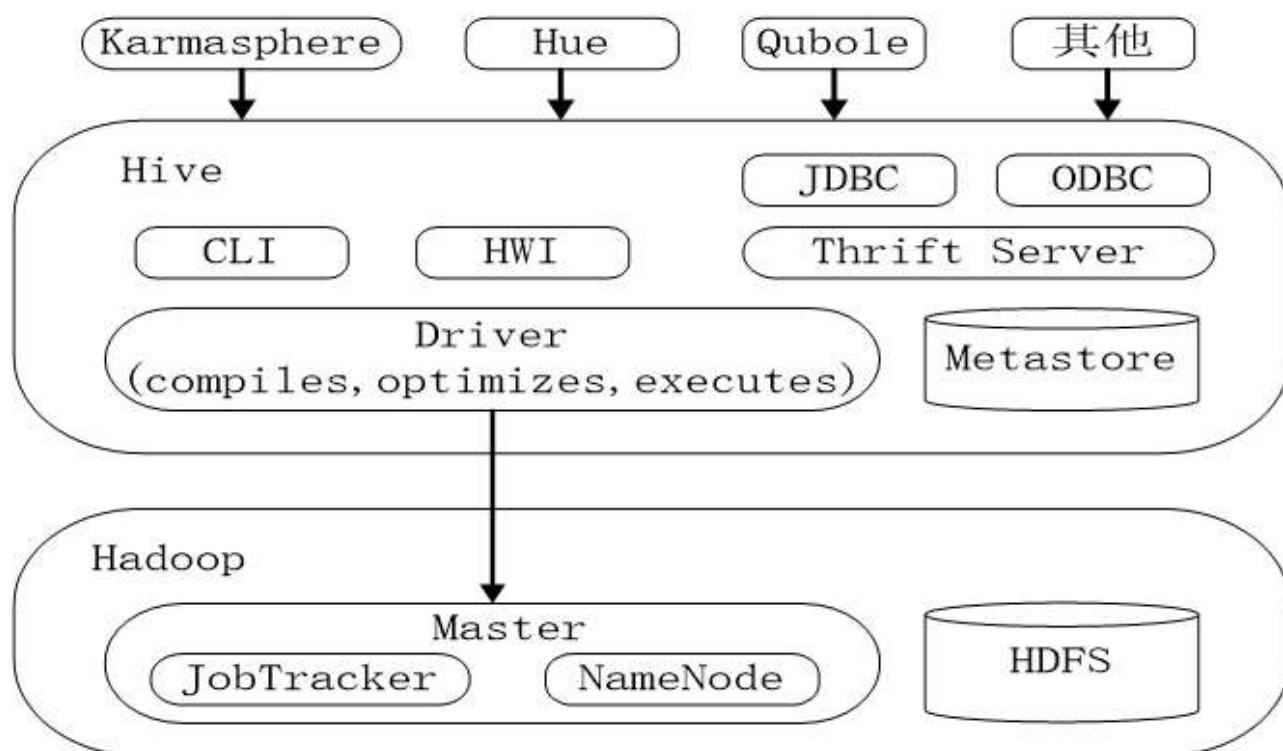 Karmasphere
Hue
Qubole
其他
Hive
JDBC
ODBC
CLI
HWI
Thrift Server
Driver
(compiles, optimizes, executes)
Metastore
Hadoop
Master
JobTracker
NameNode
HDFS